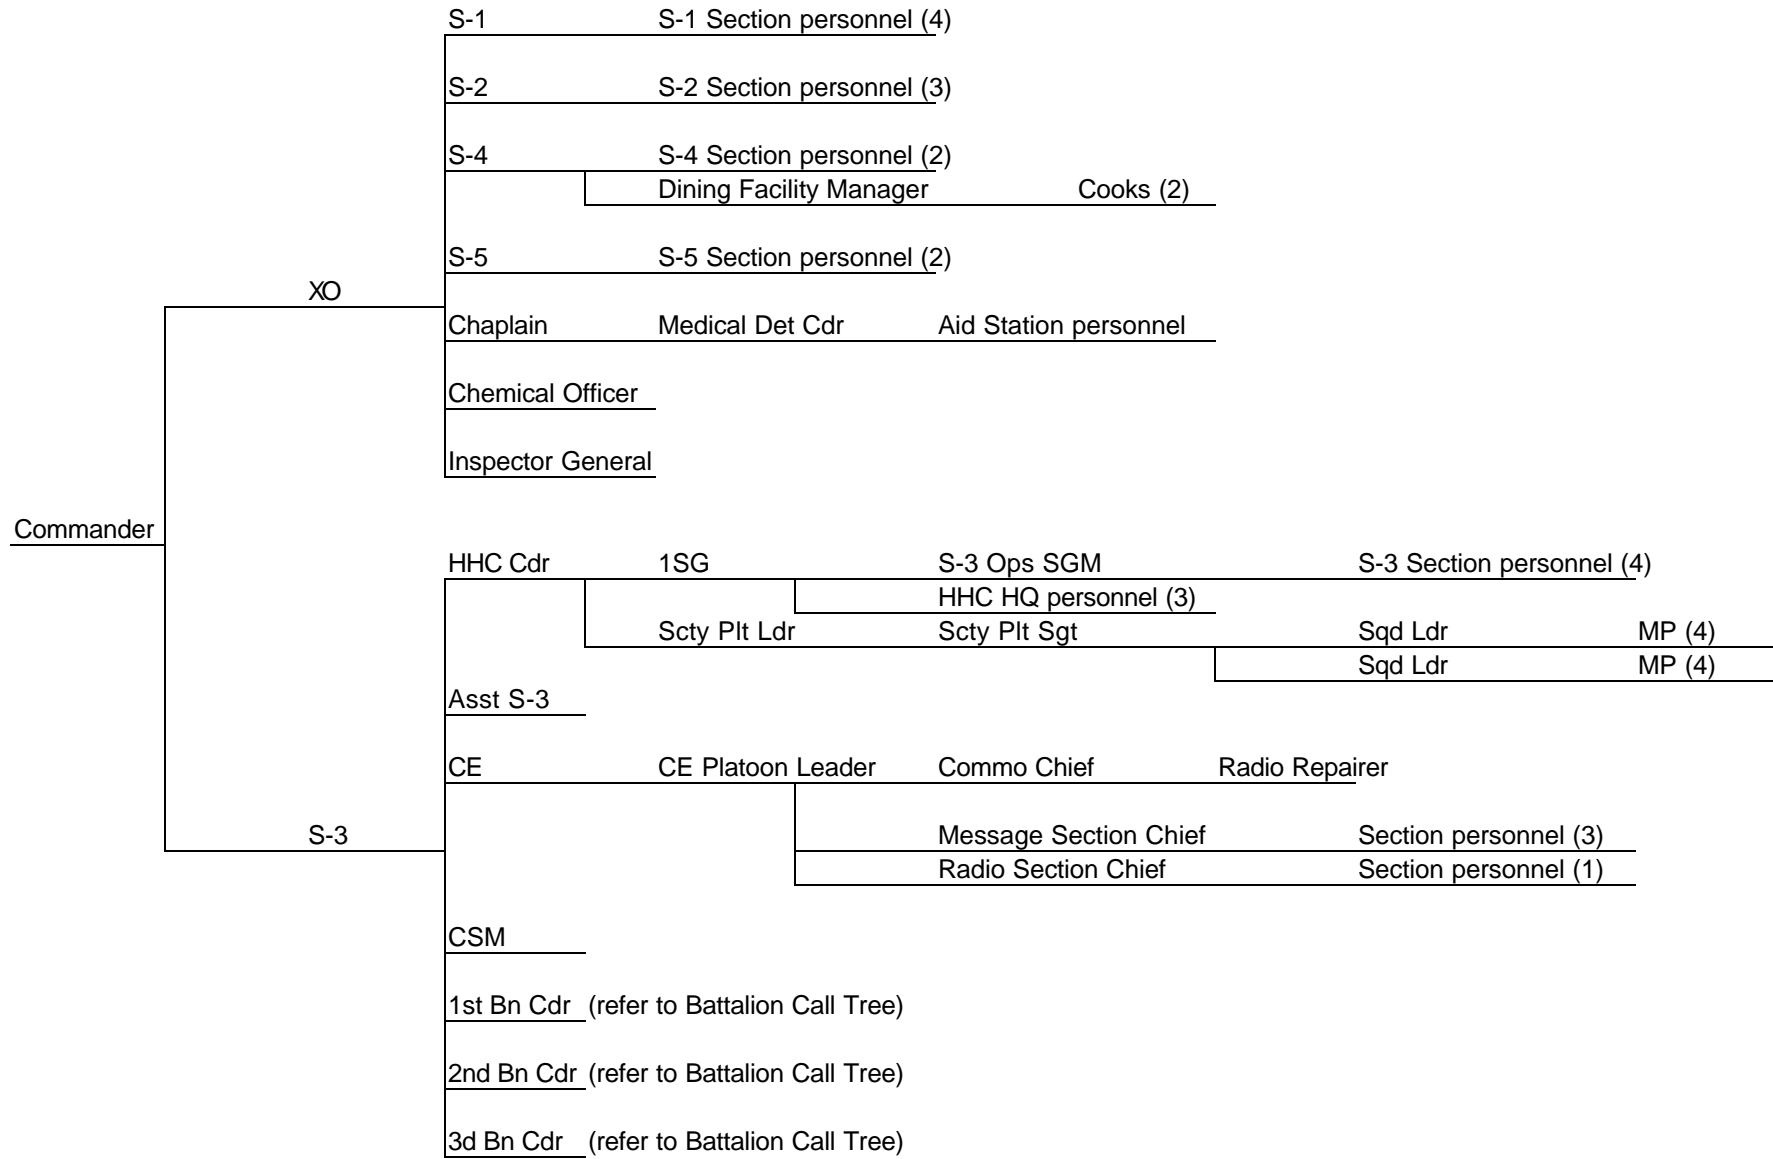 S-1 S-1 Section personnel (4)
S-2 S-2 Section personnel (3)
S-4 S-4 Section personnel (2)
Dining Facility Manager Cooks (2)
S-5 S-5 Section personnel (2)
XO
Chaplain Medical Det Cdr Aid Station personnel
Chemical Officer
Inspector General
Commander
HHC Cdr 1SG S-3 Ops SGM S-3 Section personnel (4)
HHC HQ personnel (3)
Scty Plt Ldr Scty Plt Sgt Sqd Ldr MP (4)
Sqd Ldr MP (4)
Asst S-3
CE CE Platoon Leader Commo Chief Radio Repairer
S-3 Message Section Chief Section personnel (3)
Radio Section Chief Section personnel (1)
CSM
1st Bn Cdr (refer to Battalion Call Tree)
2nd Bn Cdr (refer to Battalion Call Tree)
3d Bn Cdr (refer to Battalion Call Tree)